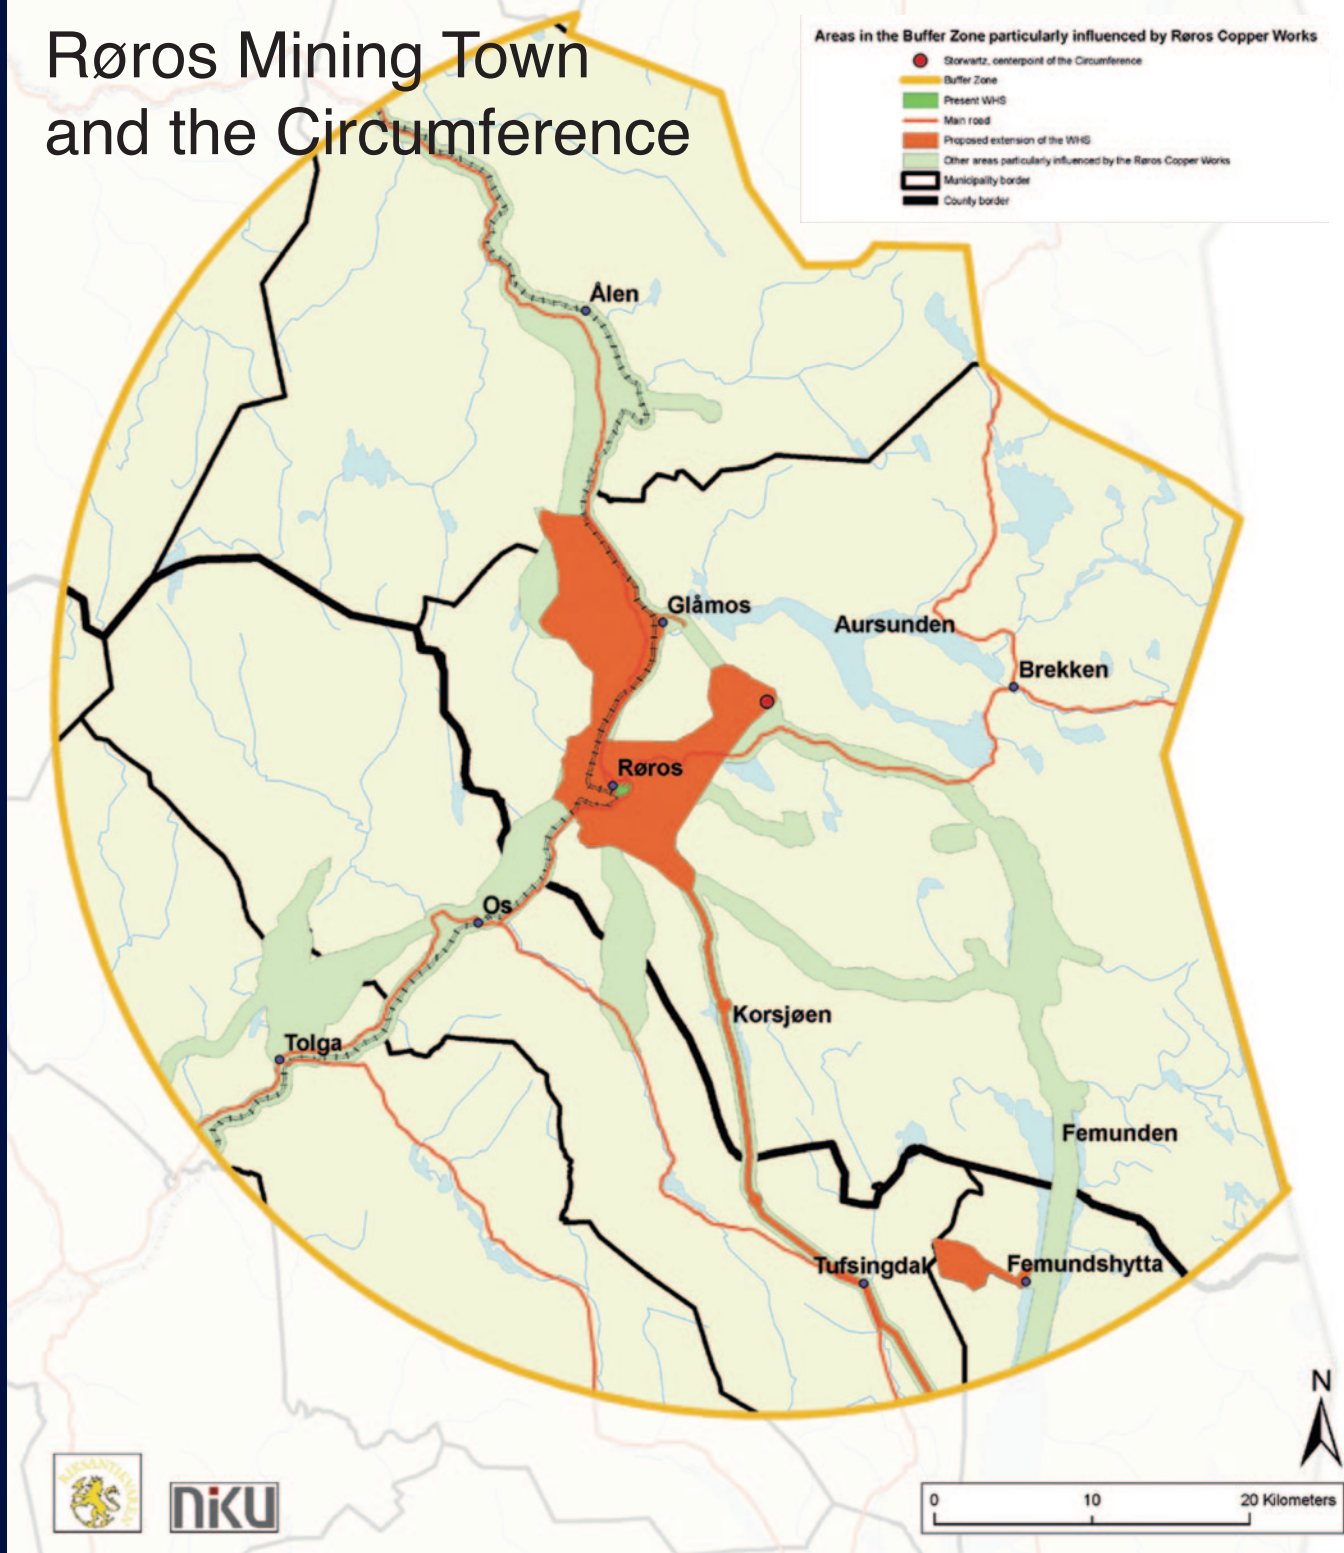 Røros Mining Town
and the Circumference
Areas in the Buffer Zone particularly influenced by Røros Copper Works
Storwartz, centerpoint of the Circumference
Buffer Zone
Present WHS
Main road
Proposed extension of the WHS
Other areas particularly influenced by the Røros Copper Works
Municipality border
County border
Ålen
Glåmos
Aursunden
Brekken
Røros
Os
Korsjøen
Tolga
Femunden
Tufsingdal
Femundshytta
N
RIKSANTIKVAREN
niku
0 10 20 Kilometers